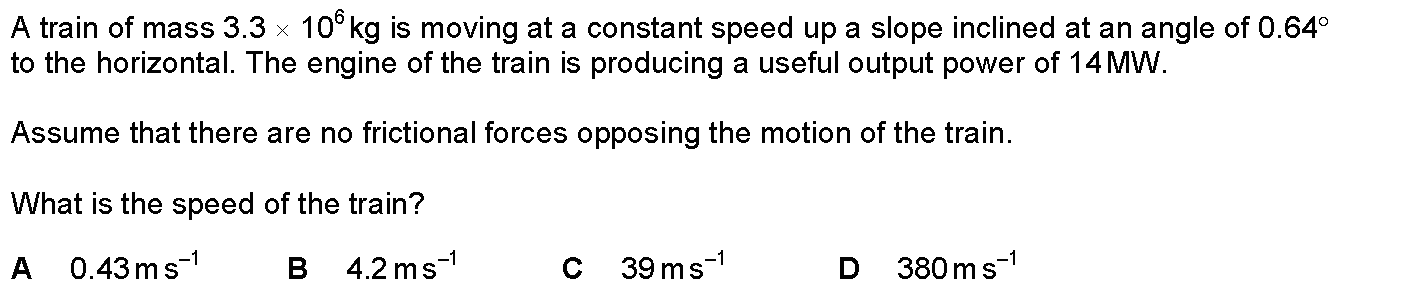 A train of mass 3.3 × 10⁶ kg is moving at a constant speed up a slope inclined at an angle of 0.64°
to the horizontal. The engine of the train is producing a useful output power of 14 MW.
Assume that there are no frictional forces opposing the motion of the train.
What is the speed of the train?
A 0.43 m s⁻¹ B 4.2 m s⁻¹ C 39 m s⁻¹ D 380 m s⁻¹